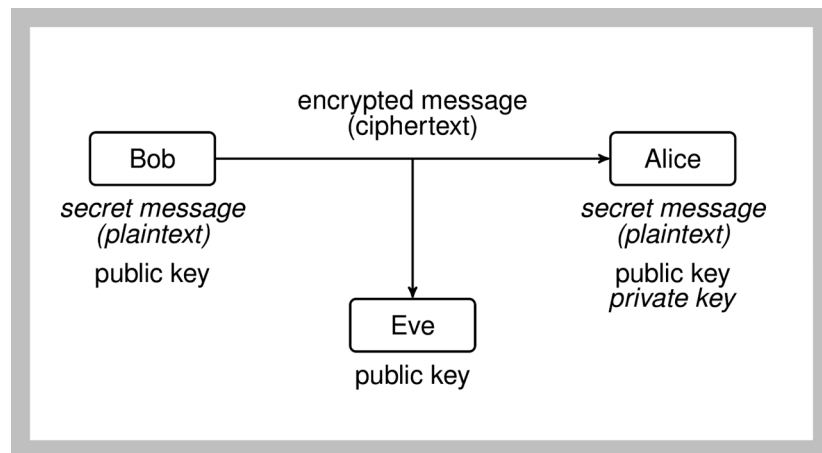 encrypted message
(ciphertext)
Bob
Alice
secret message
(plaintext)
public key
secret message
(plaintext)
public key
private key
Eve
public key